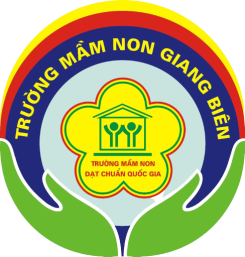 TRƯỜNG MẦM NON GIANG BIÊN
TRƯỜNG MẦM NON
ĐẠT CHUẨN QUỐC GIA